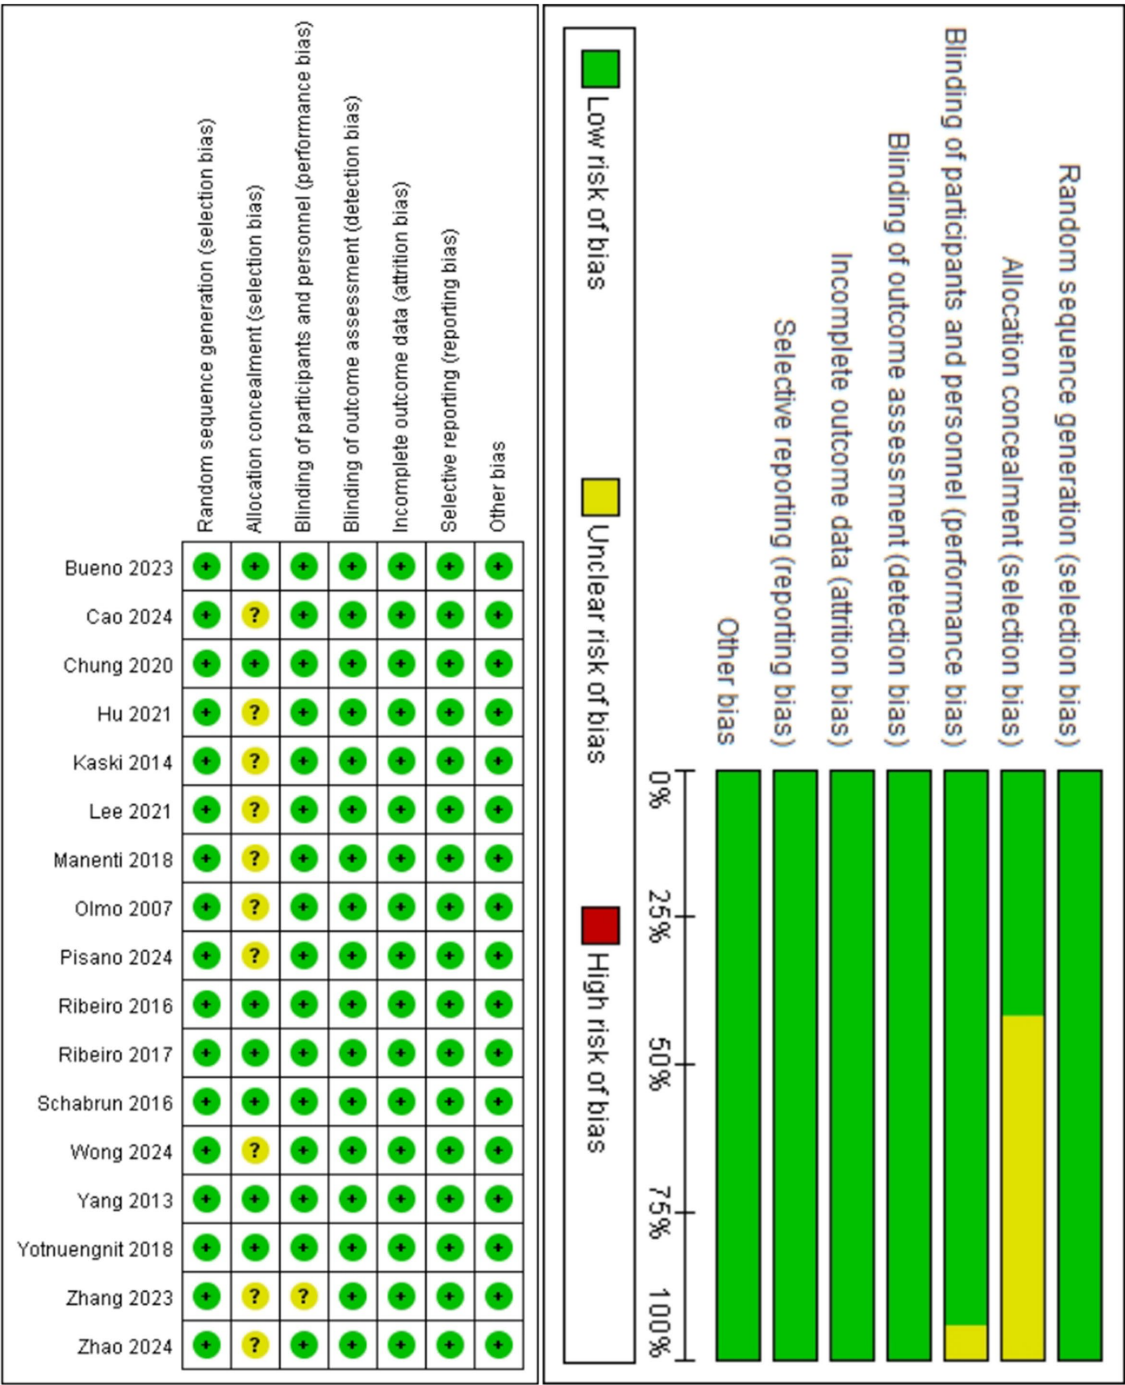 Random sequence generation (selection bias)
Allocation concealment (selection bias)
Blinding of participants and personnel (performance bias)
Blinding of outcome assessment (detection bias)
Incomplete outcome data (attrition bias)
Selective reporting (reporting bias)
Other bias
Bueno 2023 + + + + + + +
Cao 2024 + ? + + + + +
Chung 2020 + + + + + + +
Hu 2021 + ? + + + + +
Kaski 2014 + ? + + + + +
Lee 2021 + ? + + + + +
Manenti 2018 + ? + + + + +
Olmo 2007 + ? + + + + +
Pisano 2024 + ? + + + + +
Ribeiro 2016 + + + + + + +
Ribeiro 2017 + + + + + + +
Schabrun 2016 + + + + + + +
Wong 2024 + ? + + + + +
Yang 2013 + + + + + + +
Yotnuengnit 2018 + + + + + + +
Zhang 2023 + ? ? + + + +
Zhao 2024 + ? + + + + +
Random sequence generation (selection bias)
Allocation concealment (selection bias)
Blinding of participants and personnel (performance bias)
Blinding of outcome assessment (detection bias)
Incomplete outcome data (attrition bias)
Selective reporting (reporting bias)
Other bias
0% 25% 50% 75% 100%
Low risk of bias Unclear risk of bias High risk of bias